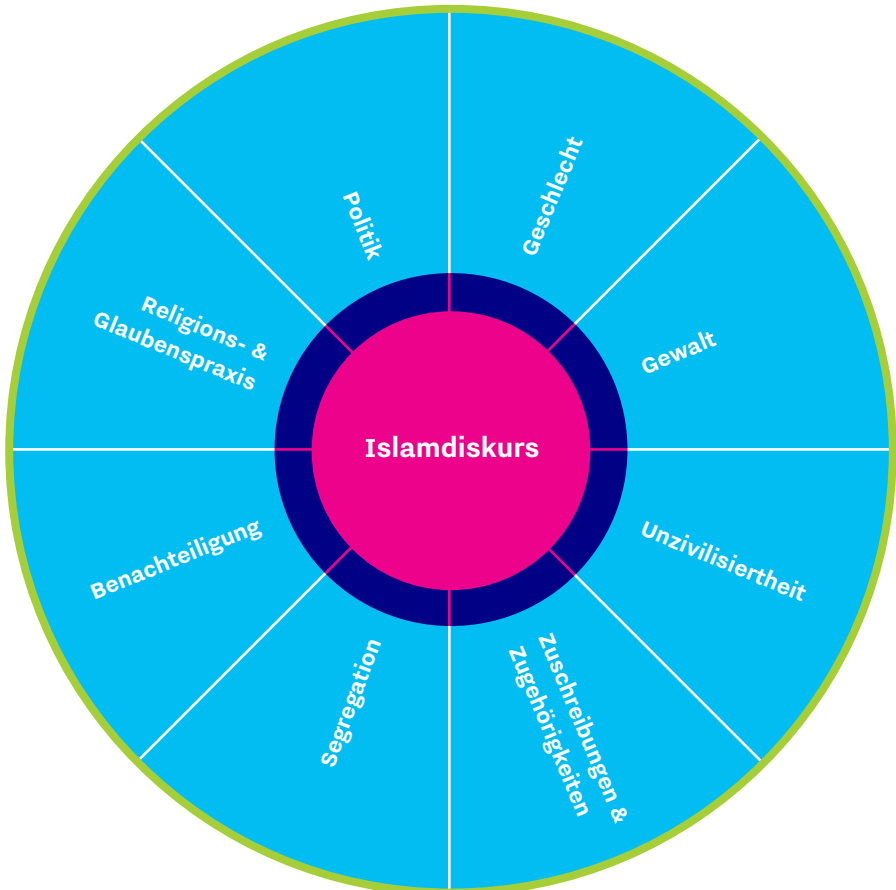 Islamdiskurs
Geschlecht
Gewalt
Unzivilisiertheit
Zuschreibungen &
Zugehörigkeiten
Segregation
Benachteiligung
Religions- &
Glaubenspraxis
Politik